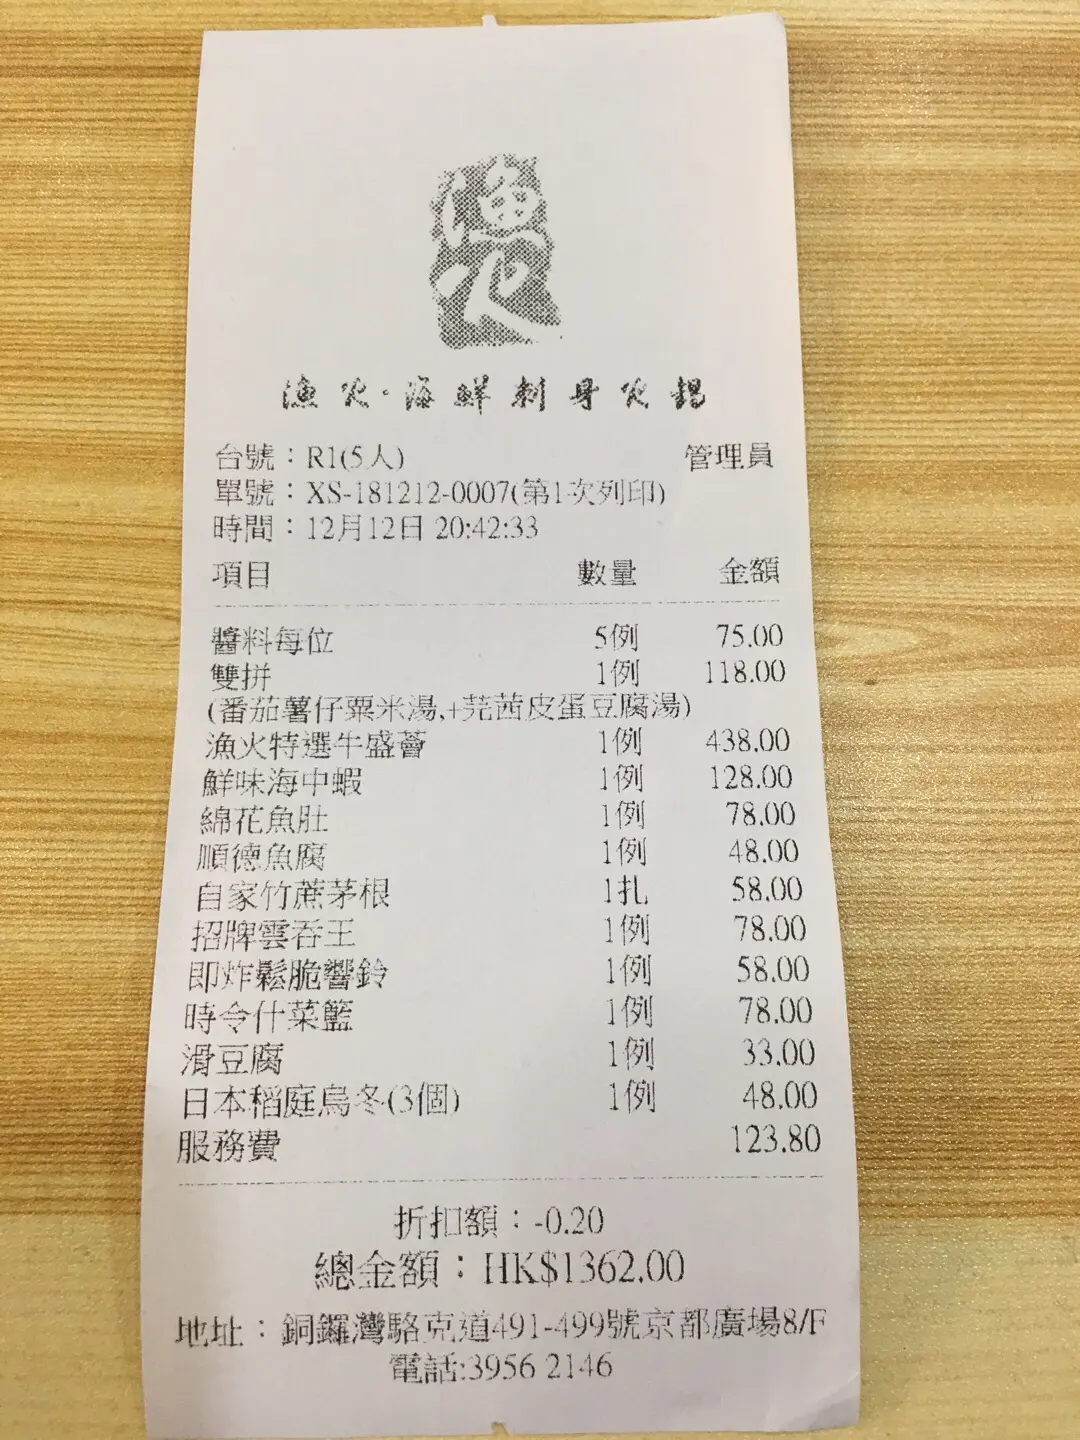 漁火
漁火·海鮮刺身火鍋
台號：R1(5人) 管理員
單號：XS-181212-0007(第1次列印)
時間：12月12日 20:42:33
項目 數量 金額
醬料每位 5例 75.00
雙拼 1例 118.00
(番茄薯仔粟米湯,+芫茜皮蛋豆腐湯)
漁火特選牛盛薈 1例 438.00
鮮味海中蝦 1例 128.00
綿花魚肚 1例 78.00
順德魚腐 1例 48.00
自家竹蔗茅根 1扎 58.00
招牌雲吞王 1例 78.00
即炸鬆脆響鈴 1例 58.00
時令什菜籃 1例 78.00
滑豆腐 1例 33.00
日本稻庭烏冬(3個) 1例 48.00
服務費 123.80
折扣額：-0.20
總金額：HK$1362.00
地址：銅鑼灣駱克道491-499號京都廣場8/F
電話:3956 2146